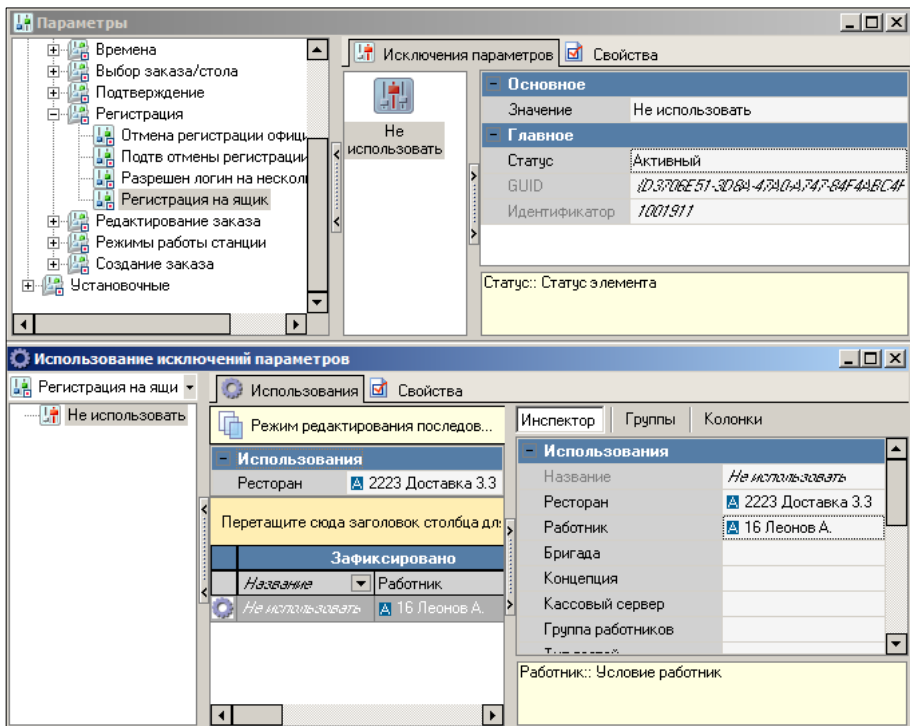 Параметры
Времена
Выбор заказа/стола
Подтверждение
Регистрация
Отмена регистрации офици
Подтв отмены регистрации
Разрешен логин на нескол
Регистрация на ящик
Редактирование заказа
Режимы работы станции
Создание заказа
Установочные
Исключения параметров
Свойства
Не использовать
Основное
Значение Не использовать
Главное
Статус Активный
GUID
Идентификатор 1001911
Статус:: Статус элемента
Использование исключений параметров
Регистрация на ящи
Не использовать
Использования Свойства
Режим редактирования последов...
Использования
Ресторан 2223 Доставка 3.3
Перетащите сюда заголовок столбца дл
Зафиксировано
Название Работник
Не использовать 16 Леонов А.
Инспектор Группы Колонки
Использования
Название Не использовать
Ресторан 2223 Доставка 3.3
Работник 16 Леонов А.
Бригада
Концепция
Кассовый сервер
Группа работников
Работник:: Условие работник